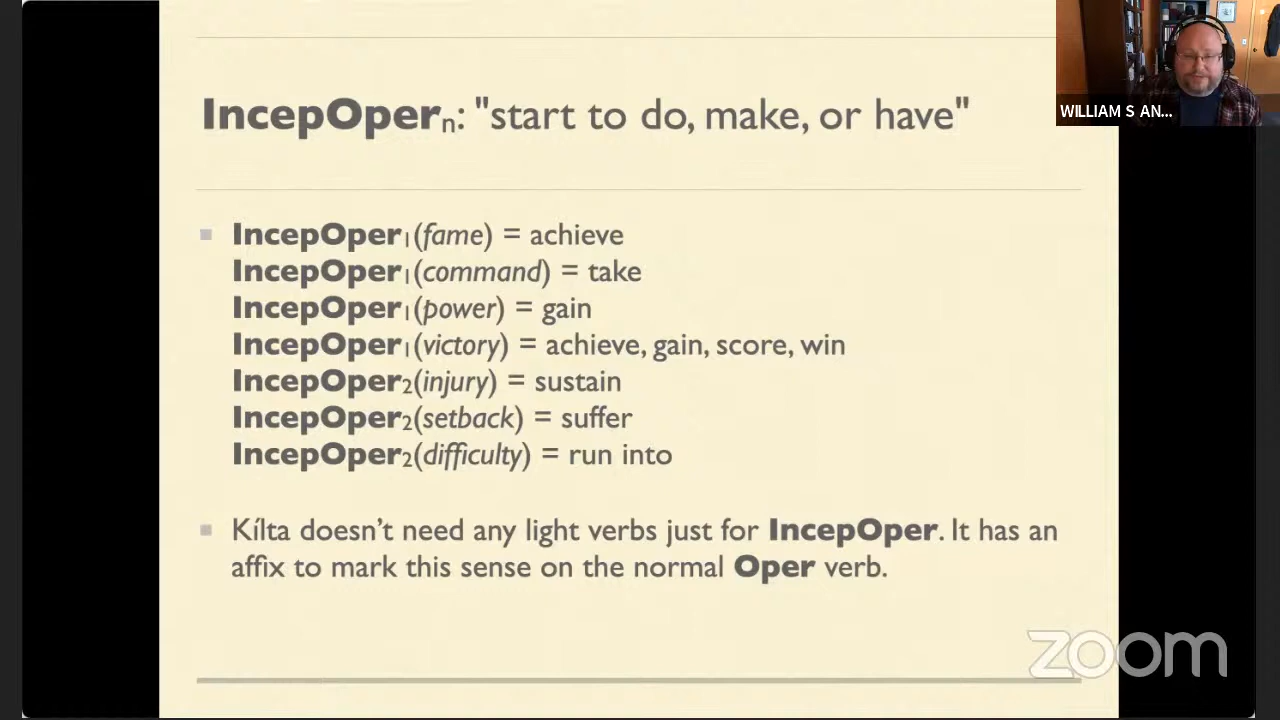 IncepOperₙ: "start to do, make, or have"
WILLIAM S AN...
IncepOper₁(fame) = achieve
IncepOper₁(command) = take
IncepOper₁(power) = gain
IncepOper₁(victory) = achieve, gain, score, win
IncepOper₂(injury) = sustain
IncepOper₂(setback) = suffer
IncepOper₂(difficulty) = run into
Kílta doesn’t need any light verbs just for IncepOper. It has an
affix to mark this sense on the normal Oper verb.
zoom